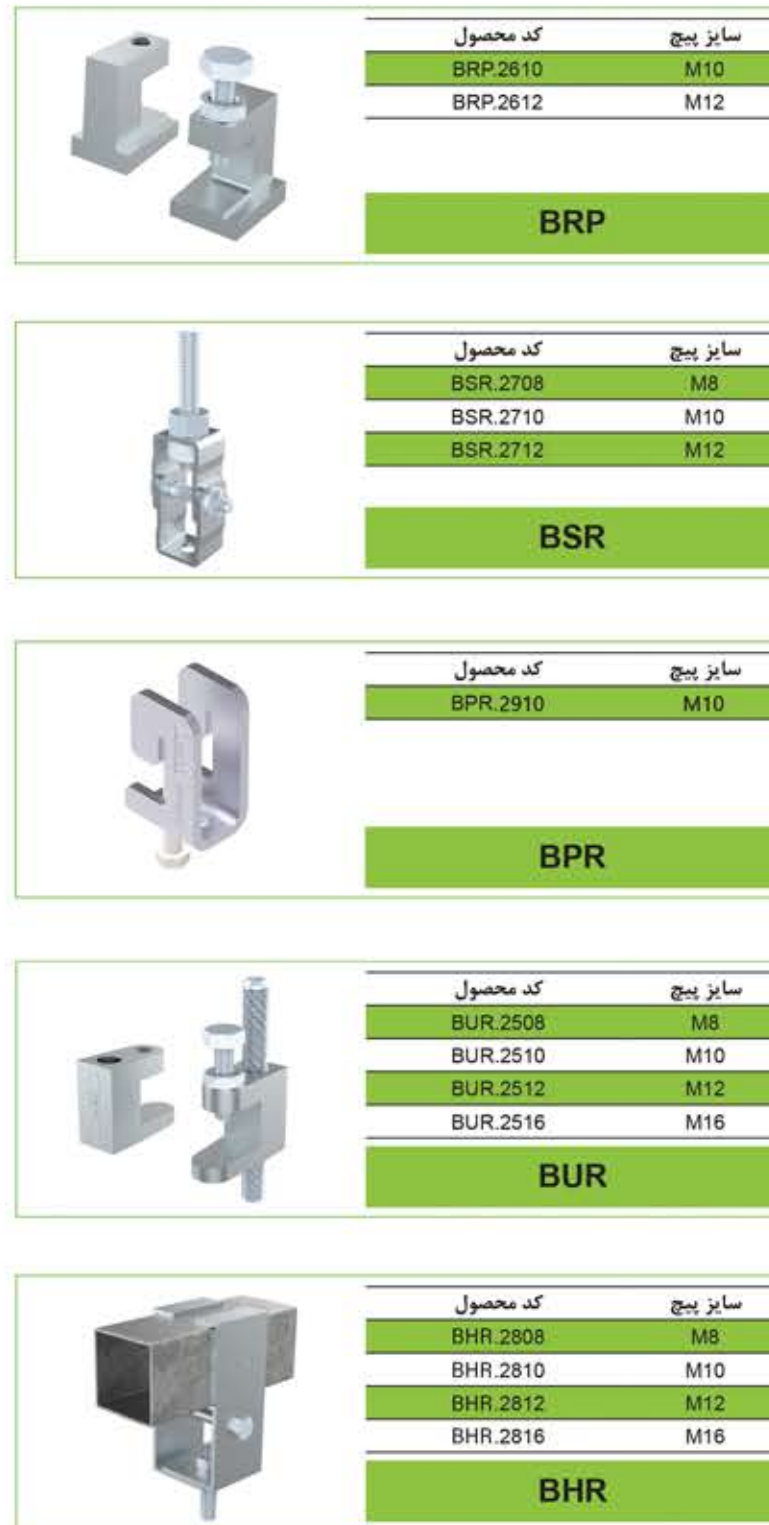 سایز پیچ کد محصول
M10 BRP.2610
M12 BRP.2612
BRP
سایز پیچ کد محصول
M8 BSR.2708
M10 BSR.2710
M12 BSR.2712
BSR
سایز پیچ کد محصول
M10 BPR.2910
BPR
سایز پیچ کد محصول
M8 BUR.2508
M10 BUR.2510
M12 BUR.2512
M16 BUR.2516
BUR
سایز پیچ کد محصول
M8 BHR.2808
M10 BHR.2810
M12 BHR.2812
M16 BHR.2816
BHR